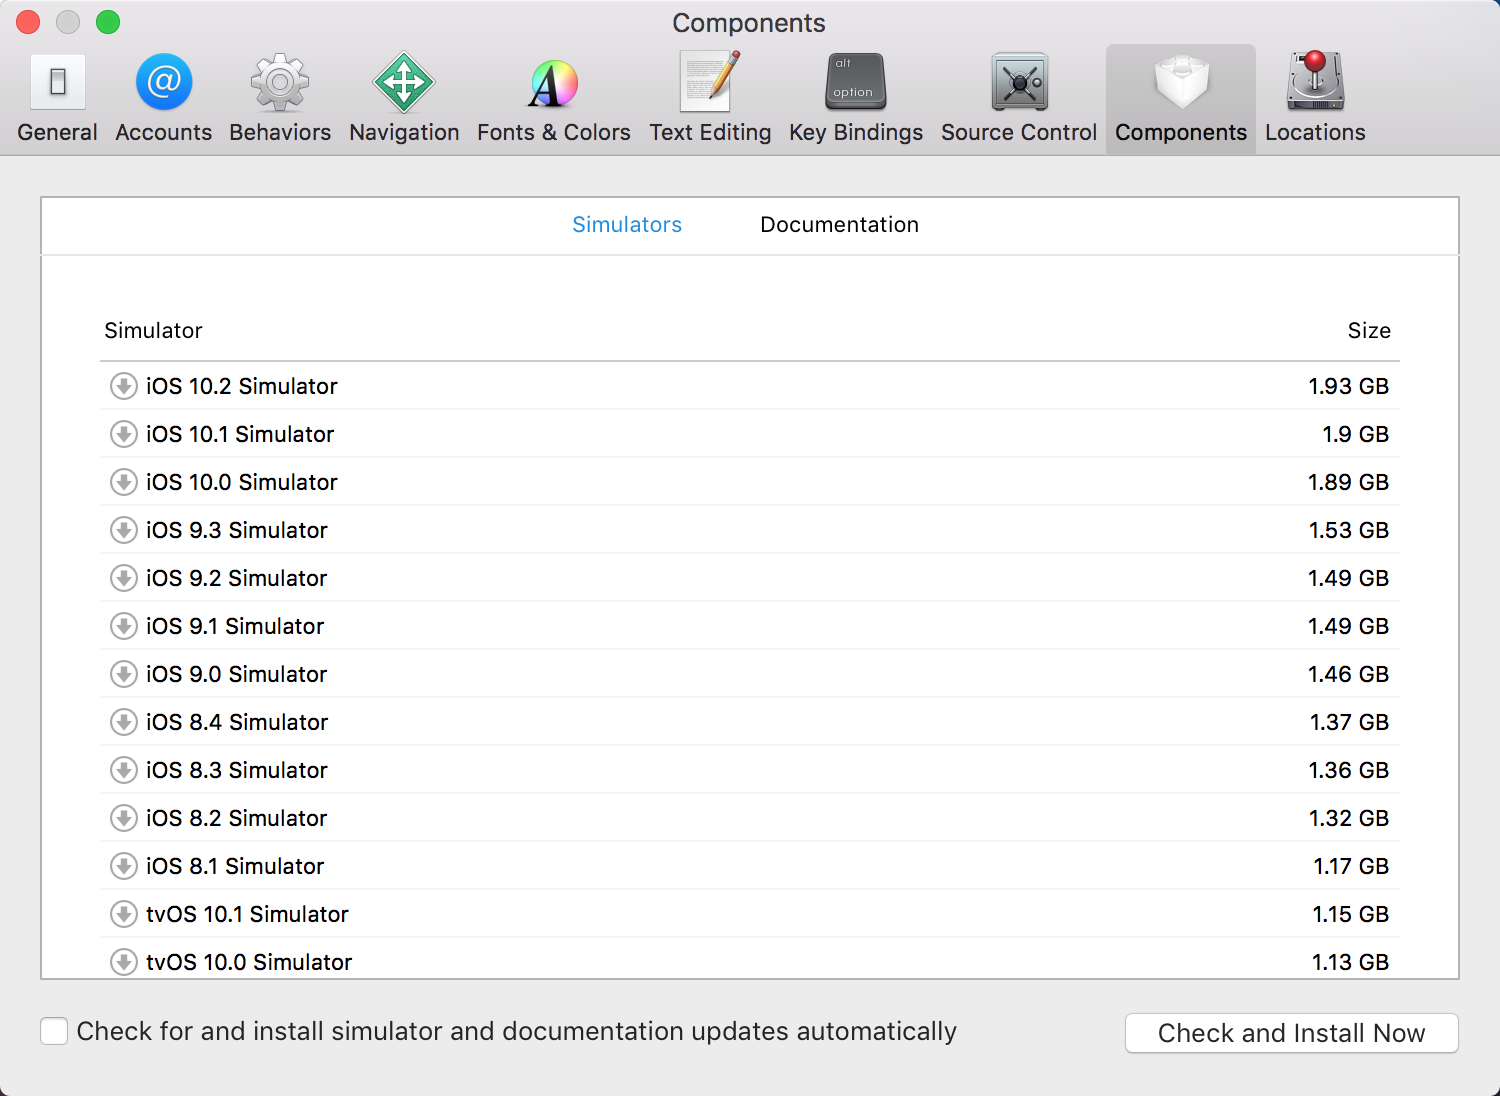 Components
alt
option
General Accounts Behaviors Navigation Fonts & Colors Text Editing Key Bindings Source Control Components Locations
Simulators Documentation
Simulator Size
iOS 10.2 Simulator 1.93 GB
iOS 10.1 Simulator 1.9 GB
iOS 10.0 Simulator 1.89 GB
iOS 9.3 Simulator 1.53 GB
iOS 9.2 Simulator 1.49 GB
iOS 9.1 Simulator 1.49 GB
iOS 9.0 Simulator 1.46 GB
iOS 8.4 Simulator 1.37 GB
iOS 8.3 Simulator 1.36 GB
iOS 8.2 Simulator 1.32 GB
iOS 8.1 Simulator 1.17 GB
tvOS 10.1 Simulator 1.15 GB
tvOS 10.0 Simulator 1.13 GB
Check for and install simulator and documentation updates automatically Check and Install Now